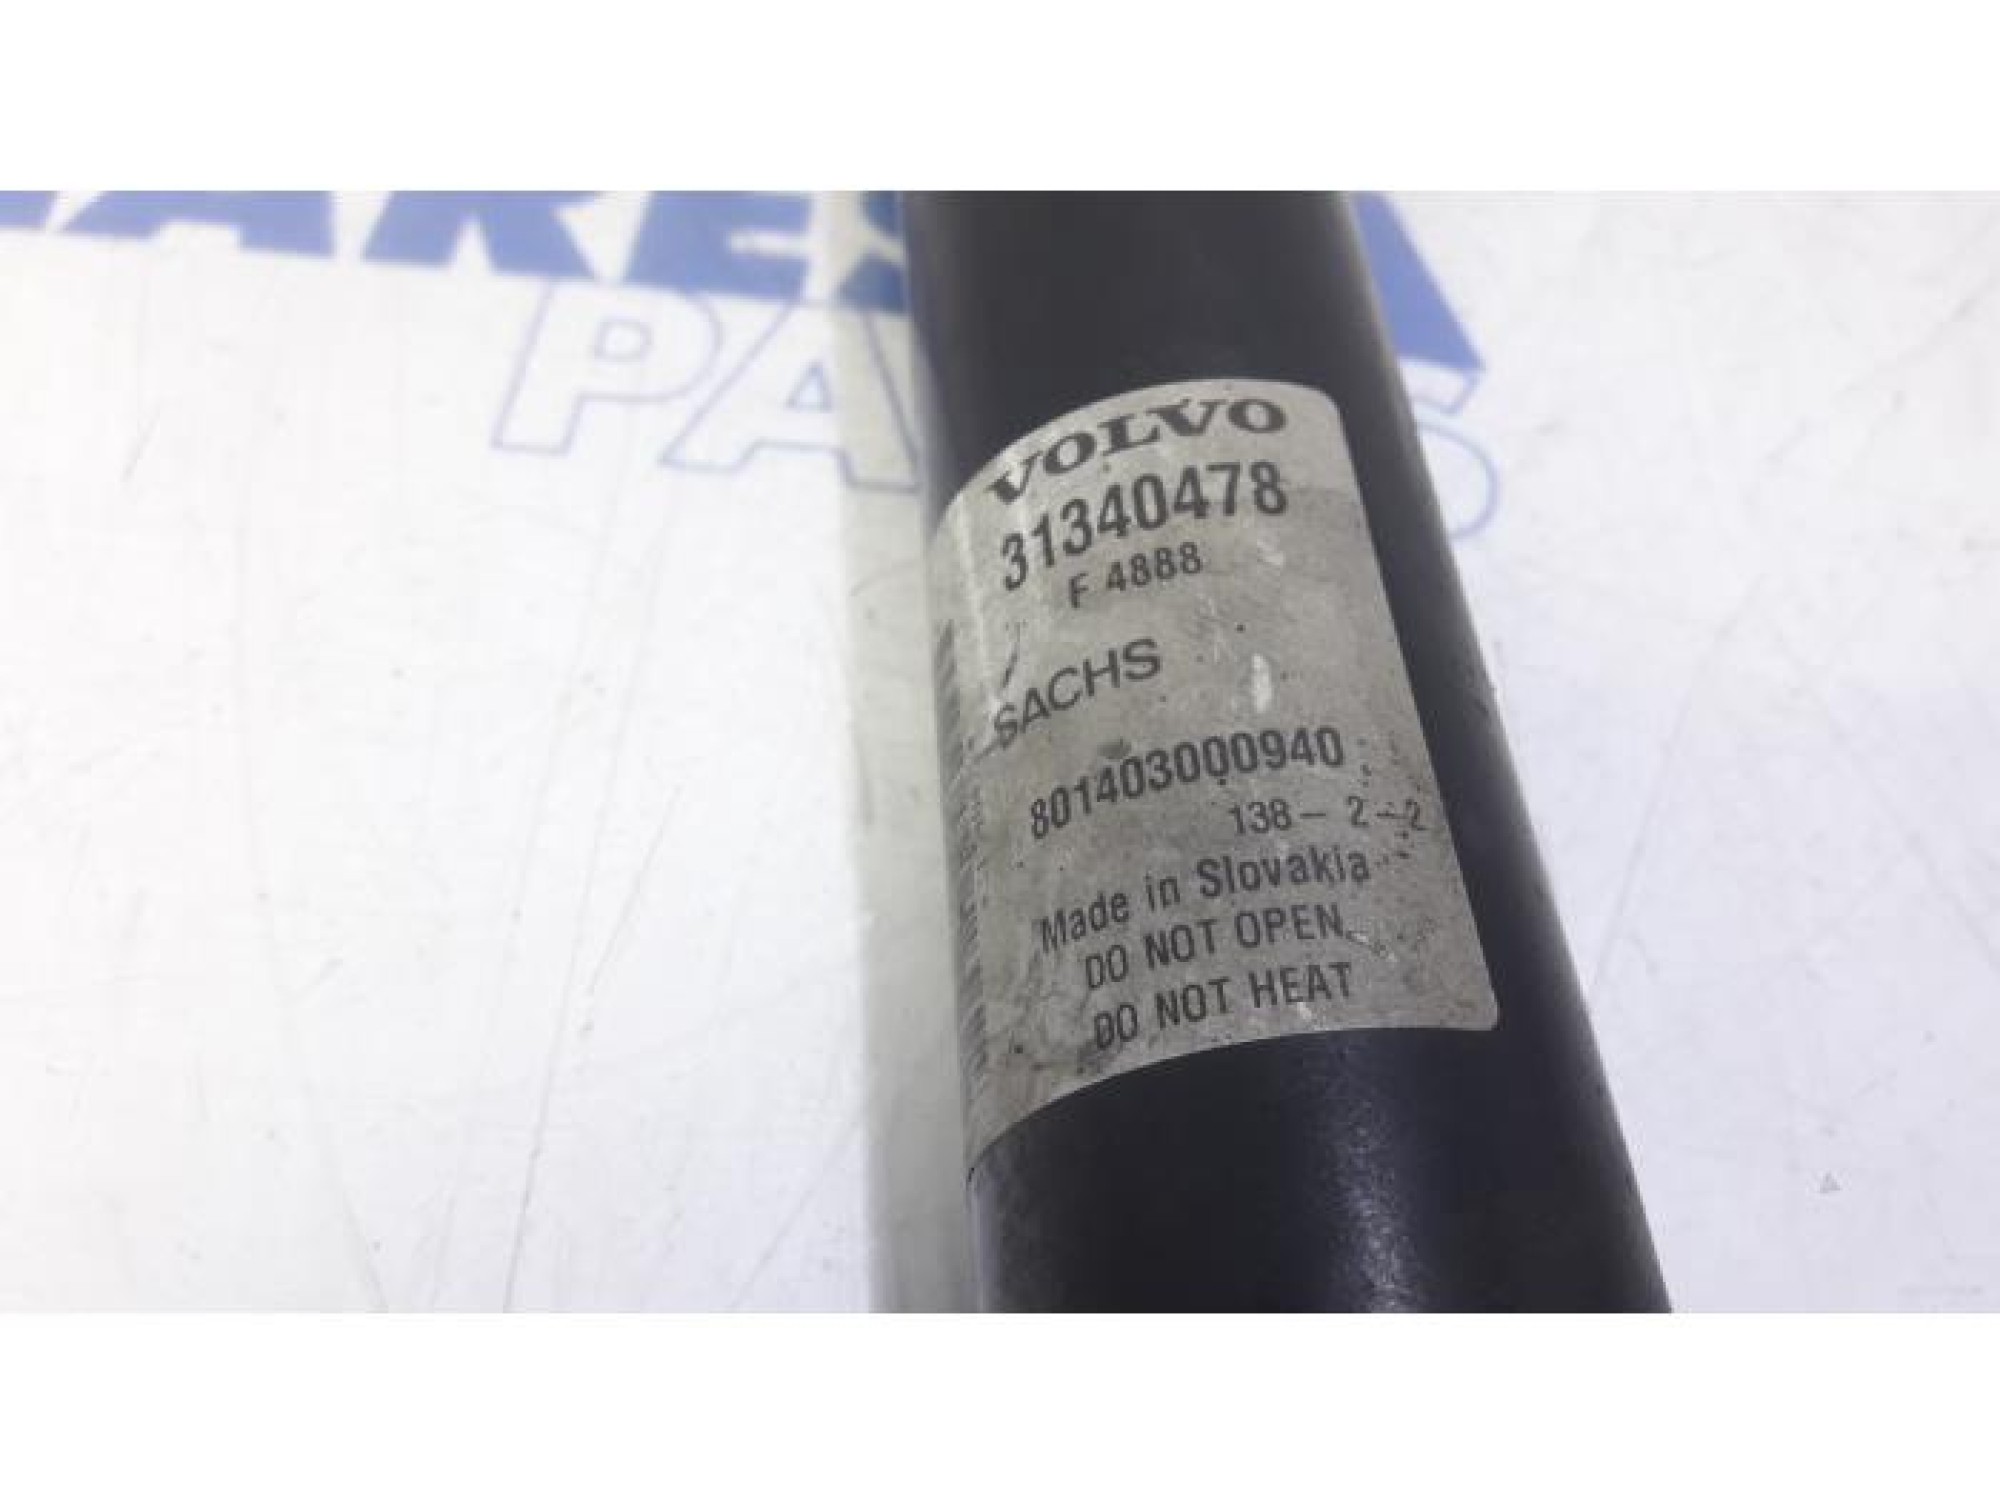 VOLVO
31340478
F 4888
SACHS
801403000940
138- 2-2
Made in Slovakia
DO NOT OPEN
DO NOT HEAT